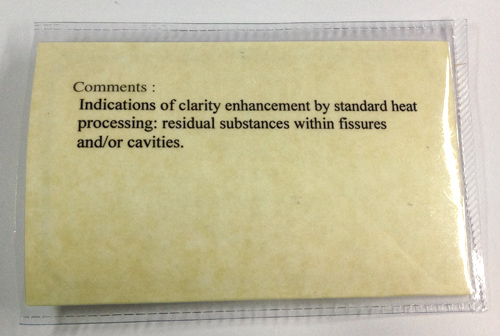 Comments :
Indications of clarity enhancement by standard heat
processing: residual substances within fissures
and/or cavities.